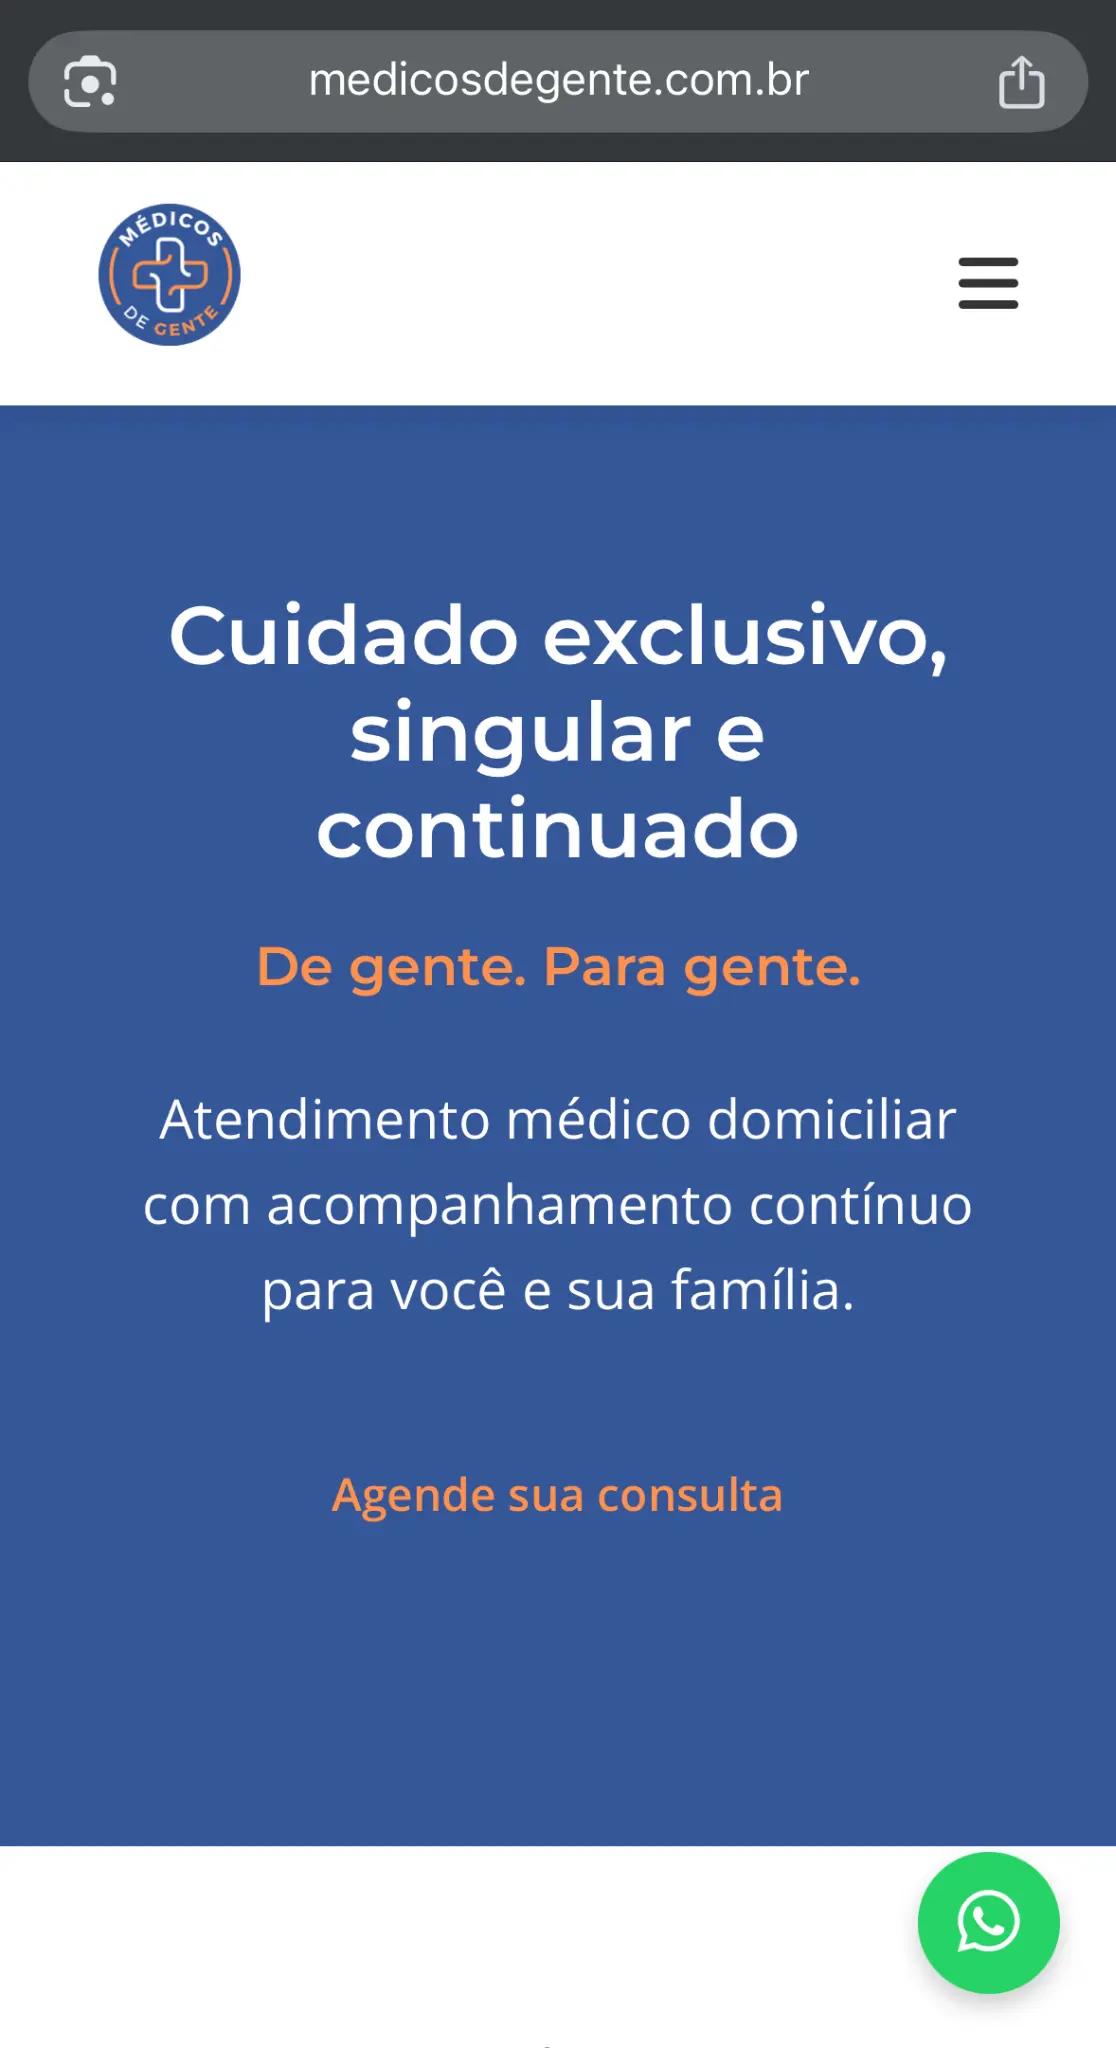 medicosdegente.com.br
MÉDICOS
DE GENTE
Cuidado exclusivo,
singular e
continuado
De gente. Para gente.
Atendimento médico domiciliar
com acompanhamento contínuo
para você e sua família.
Agende sua consulta